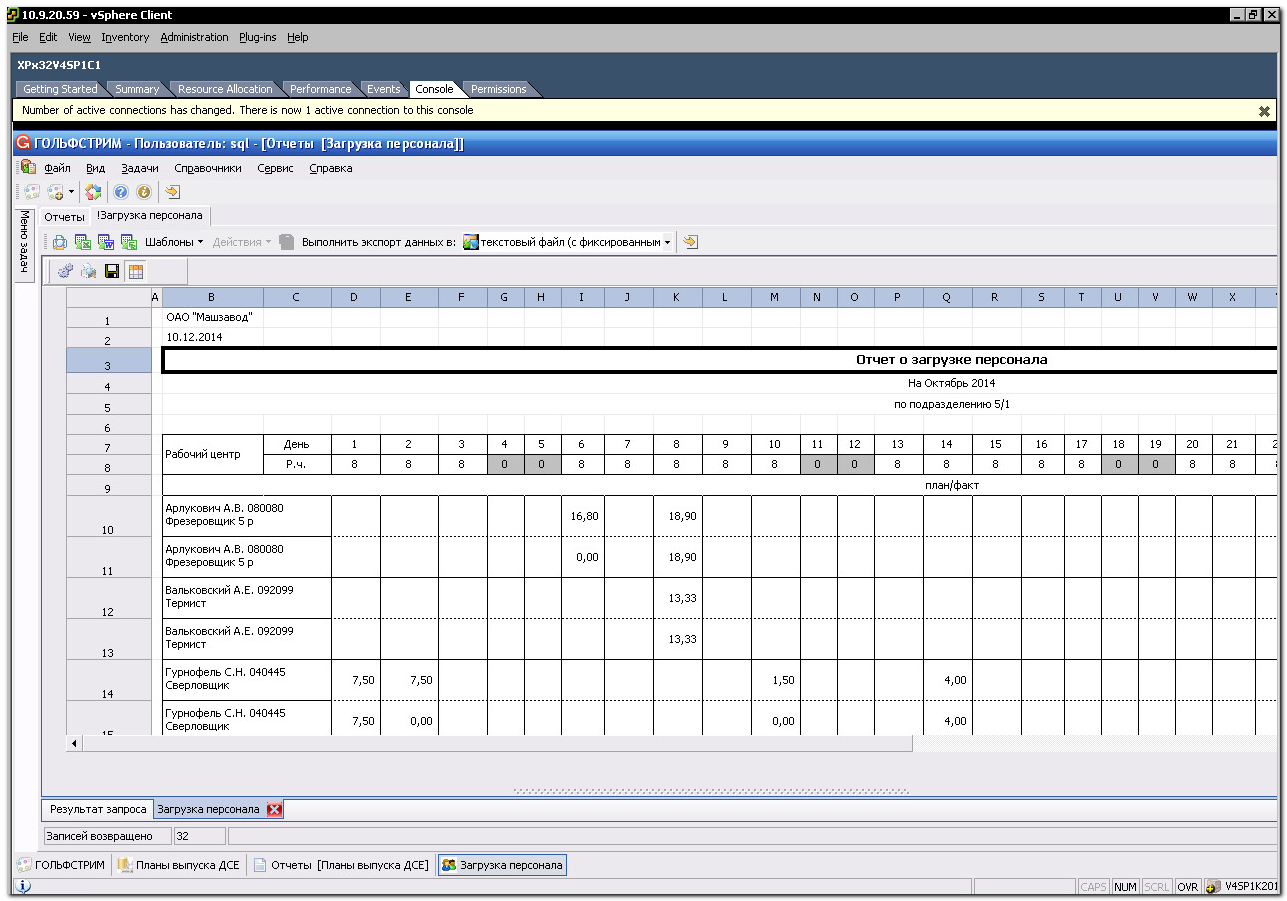 10.9.20.59 - vSphere Client
File Edit View Inventory Administration Plug-ins Help
XPx32V4SP1C1
Getting Started Summary Resource Allocation Performance Events Console Permissions
Number of active connections has changed. There is now 1 active connection to this console
ГОЛЬФСТРИМ - Пользователь: sql - [Отчеты [Загрузка персонала]]
Файл Вид Задачи Справочники Сервис Справка
Меню задач
Отчеты !Загрузка персонала
Шаблоны Действия Выполнить экспорт данных в: текстовый файл (с фиксированным
A B C D E F G H I J K L M N O P Q R S T U V W X
1 ОАО "Машзавод"
2 10.12.2014
3 Отчет о загрузке персонала
4 На Октябрь 2014
5 по подразделению 5/1
6
7 Рабочий центр День 1 2 3 4 5 6 7 8 9 10 11 12 13 14 15 16 17 18 19 20 21 2
8 Р.ч. 8 8 8 0 0 8 8 8 8 8 0 0 8 8 8 8 8 0 0 8 8
9 план/факт
Арлукович А.В. 080080
Фрезеровщик 5 р
10 16,80 18,90
Арлукович А.В. 080080
Фрезеровщик 5 р
11 0,00 18,90
Вальковский А.Е. 092099
Термист
12 13,33
Вальковский А.Е. 092099
Термист
13 13,33
Гурнофель С.Н. 040445
Сверловщик
14 7,50 7,50 1,50 4,00
Гурнофель С.Н. 040445
Сверловщик
15 7,50 0,00 0,00 4,00
Результат запроса Загрузка персонала
Записей возвращено 32
ГОЛЬФСТРИМ Планы выпуска ДСЕ Отчеты [Планы выпуска ДСЕ] Загрузка персонала
CAPS NUM SCRL OVR V4SP1K201